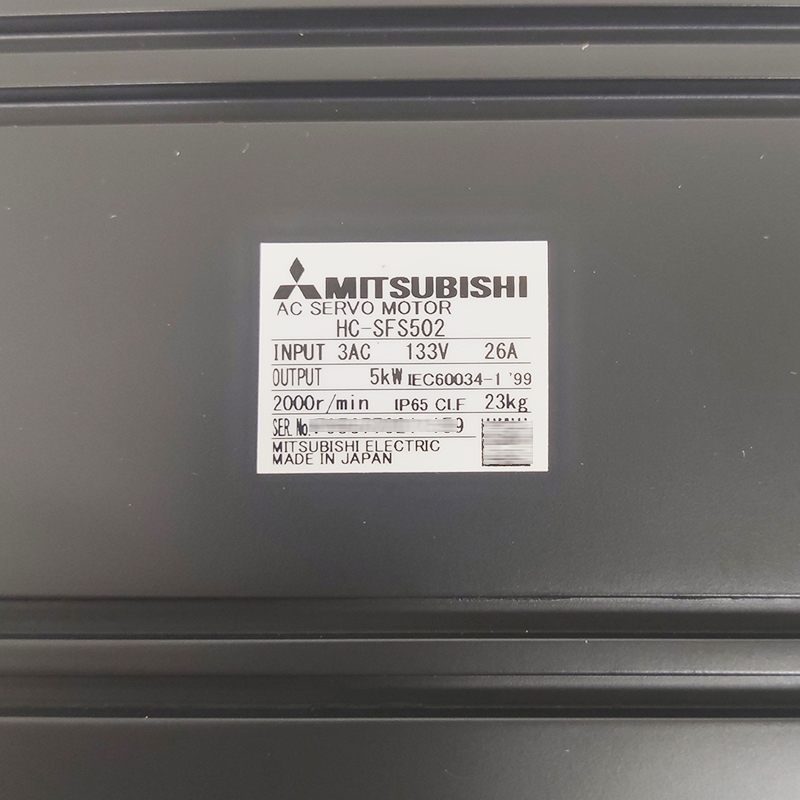 MITSUBISHI
AC SERVO MOTOR
HC-SFS502
INPUT 3AC 133V 26A
OUTPUT 5kW IEC60034-1 '99
2000r/min IP65 CI.F 23kg
SER.No.
MITSUBISHI ELECTRIC
MADE IN JAPAN